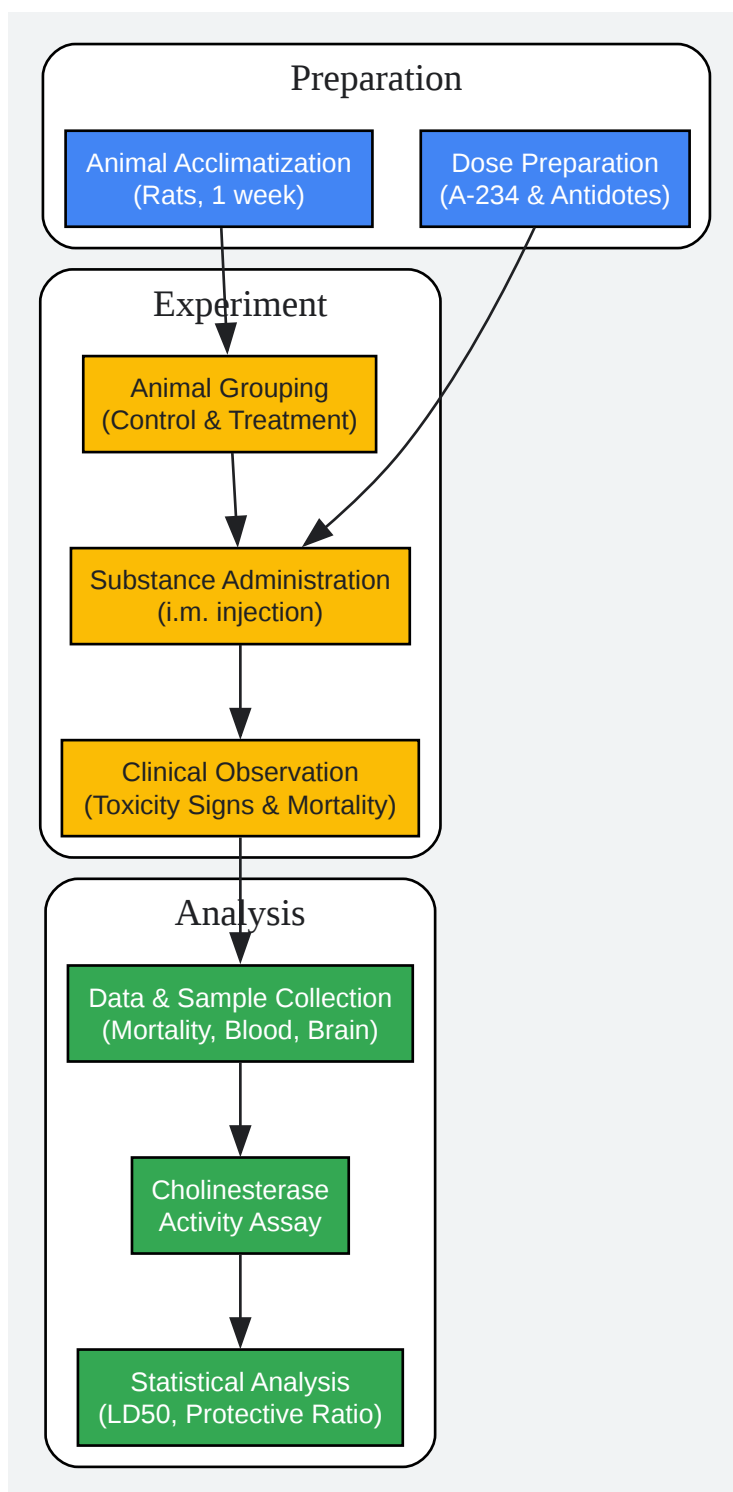 Preparation
Animal Acclimatization
(Rats, 1 week)
Dose Preparation
(A-234 & Antidotes)
Experiment
Animal Grouping
(Control & Treatment)
Substance Administration
(i.m. injection)
Clinical Observation
(Toxicity Signs & Mortality)
Analysis
Data & Sample Collection
(Mortality, Blood, Brain)
Cholinesterase
Activity Assay
Statistical Analysis
(LD50, Protective Ratio)